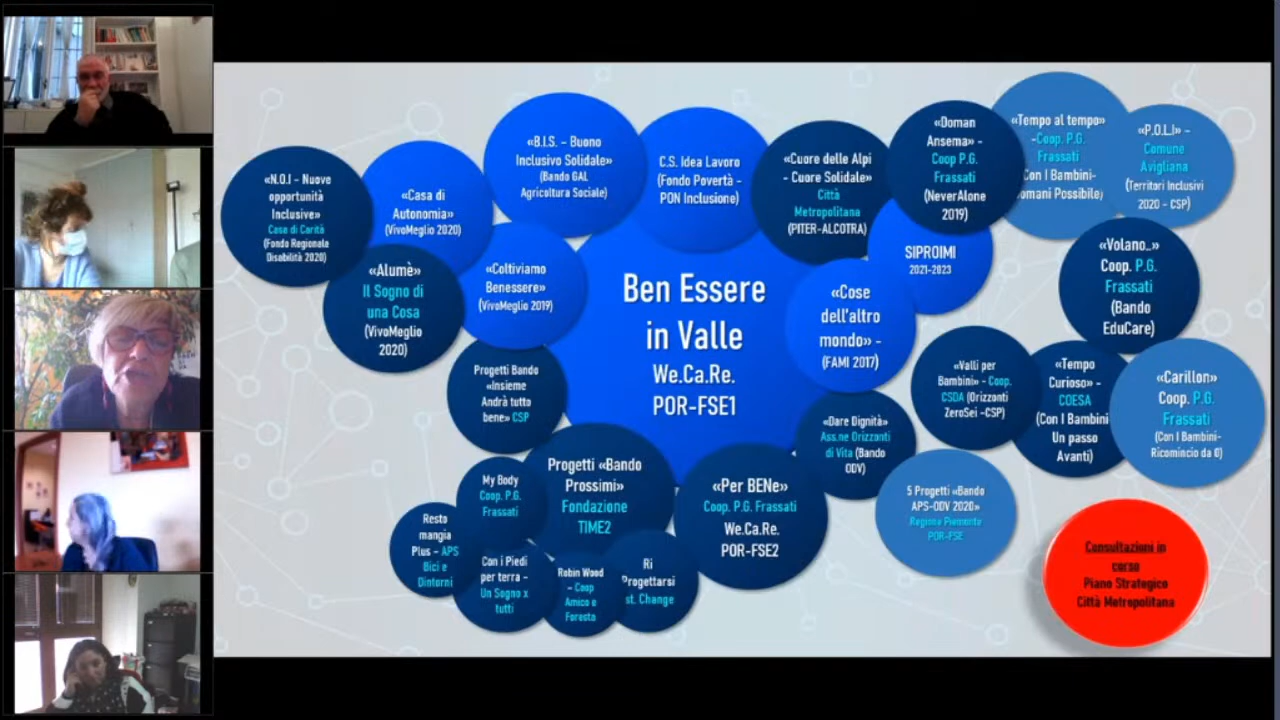 «N.O.I – Nuove
opportunità
Inclusive»
Casa di Carità
(Fondo Regionale
Disabilità 2020)
«Casa di
Autonomia»
(VivoMeglio 2020)
«B.I.S. – Buono
Inclusivo Solidale»
(Bando GAL
Agricoltura Sociale)
C.S. Idea Lavoro
(Fondo Povertà –
PON Inclusione)
«Cuore delle Alpi
- Cuore Solidale»
Città
Metropolitana
(PITER-ALCOTRA)
«Doman
Ansema» –
Coop P.G.
Frassati
(NeverAlone
2019)
«Tempo al tempo»
-Coop. P.G.
Frassati
Con I Bambini-
omani Possibile)
«P.O.L.I» –
Comune
Avigliana
(Territori Inclusivi
2020 - CSP)
«Alumè»
Il Sogno di
una Cosa
(VivoMeglio
2020)
«Coltiviamo
Benessere»
(VivoMeglio 2019)
Ben Essere
in Valle
We.Ca.Re.
POR-FSE1
«Cose
dell'altro
mondo» –
(FAMI 2017)
SIPROIMI
2021-2023
«Volano..»
Coop. P.G.
Frassati
(Bando
EduCare)
Progetti Bando
«Insieme
Andrà tutto
bene» CSP
«Valli per
Bambini» - Coop.
CSDA (Orizzonti
ZeroSei -CSP)
«Tempo
Curioso» –
COESA
(Con I Bambini
Un passo
Avanti)
«Carillon»
Coop. P.G.
Frassati
(Con I Bambini-
Ricomincio da 0)
«Dare Dignità»
Ass.ne Orizzonti
di Vita (Bando
ODV)
My Body
Coop. P.G.
Frassati
Progetti «Bando
Prossimi»
Fondazione
TIME2
«Per BENe»
Coop. P.G. Frassati
We.Ca.Re.
POR-FSE2
5 Progetti «Bando
APS-ODV 2020»
Regione Piemonte
POR-FSE
Resto
mangia
Plus – APS
Bici e
Dintorni
Con i Piedi
per terra –
Un Sogno x
tutti
Robin Wood
– Coop
Amico e
Foresta
Ri
Progettarsi
st. Change
Consultazioni in
corso
Piano Strategico
Città Metropolitana